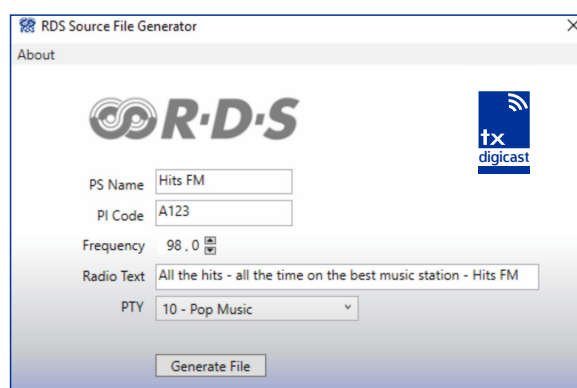 RDS Source File Generator
About
R·D·S
tx
digicast
PS Name Hits FM
PI Code A123
Frequency 98.0
Radio Text All the hits - all the time on the best music station - Hits FM
PTY 10 - Pop Music
Generate File